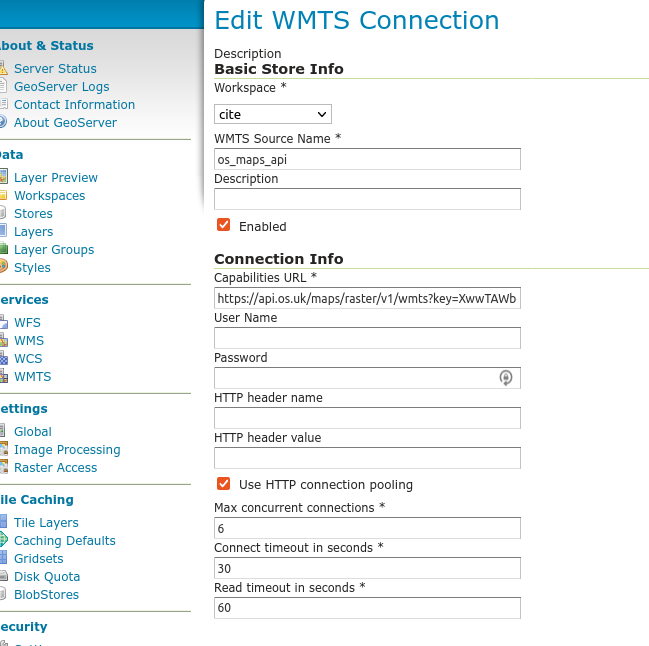 Edit WMTS Connection
bout & Status
Server Status
GeoServer Logs
Contact Information
About GeoServer
ata
Layer Preview
Workspaces
Stores
Layers
Layer Groups
Styles
ervices
WFS
WMS
WCS
WMTS
ettings
Global
Image Processing
Raster Access
ile Caching
Tile Layers
Caching Defaults
Gridsets
Disk Quota
BlobStores
ecurity
Description
Basic Store Info
Workspace *
cite
WMTS Source Name *
os_maps_api
Description
Enabled
Connection Info
Capabilities URL *
https://api.os.uk/maps/raster/v1/wmts?key=XwwTAWb
User Name
Password
HTTP header name
HTTP header value
Use HTTP connection pooling
Max concurrent connections *
6
Connect timeout in seconds *
30
Read timeout in seconds *
60